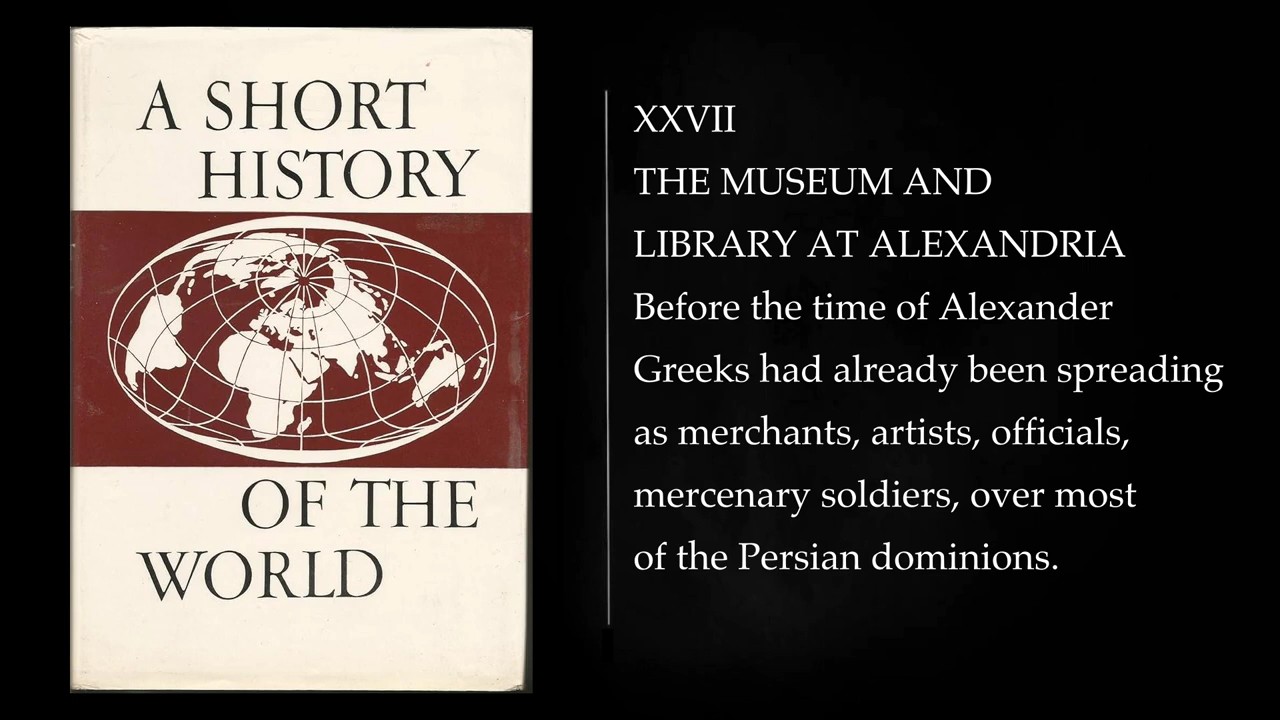 A SHORT
HISTORY
OF THE
WORLD
XXVII
THE MUSEUM AND
LIBRARY AT ALEXANDRIA
Before the time of Alexander
Greeks had already been spreading
as merchants, artists, officials,
mercenary soldiers, over most
of the Persian dominions.